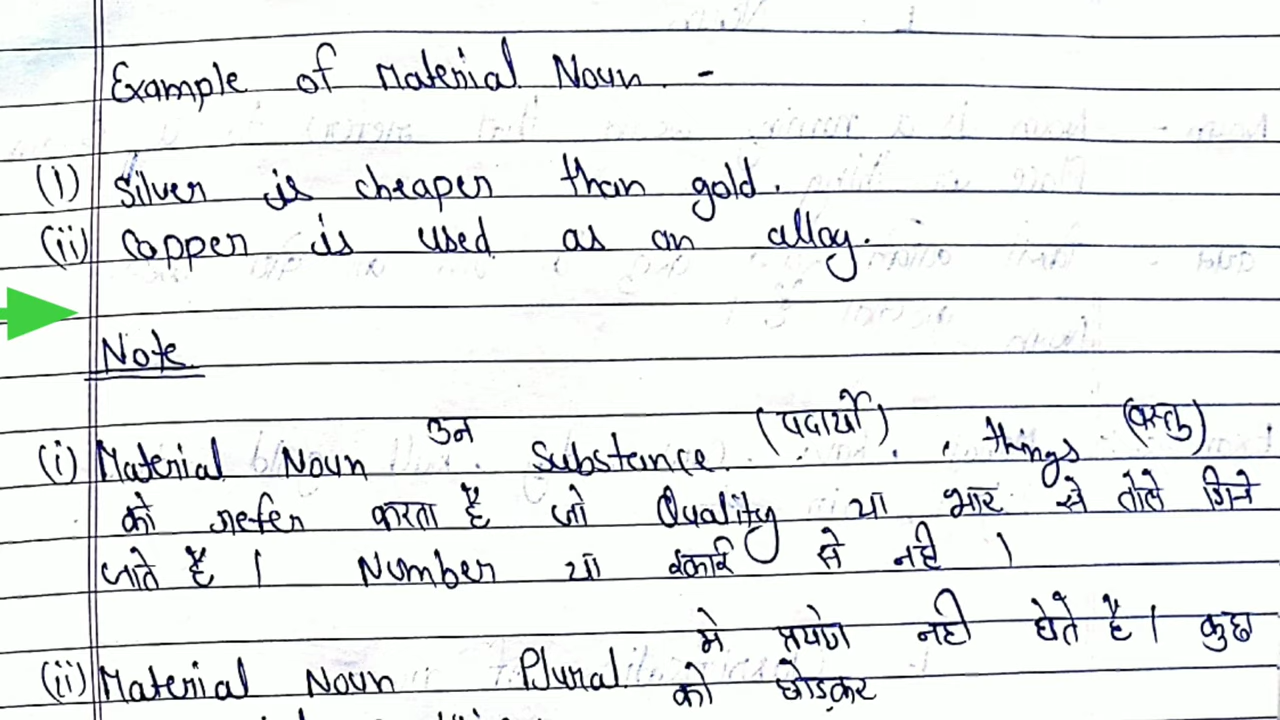 Example of Material Noun -
(i) Silver is cheaper than gold.
(ii) Copper is used as an alloy.
Note
(i) Material Noun उन Substance (पदार्थो), things (वस्तु)
को refer करता है जो Quality या भार से तोले गिने
जाते है । Number या इकाई से नही ।
(ii) Material Noun Plural मे प्रयोग नही होते है । कुछ
को छोड़कर